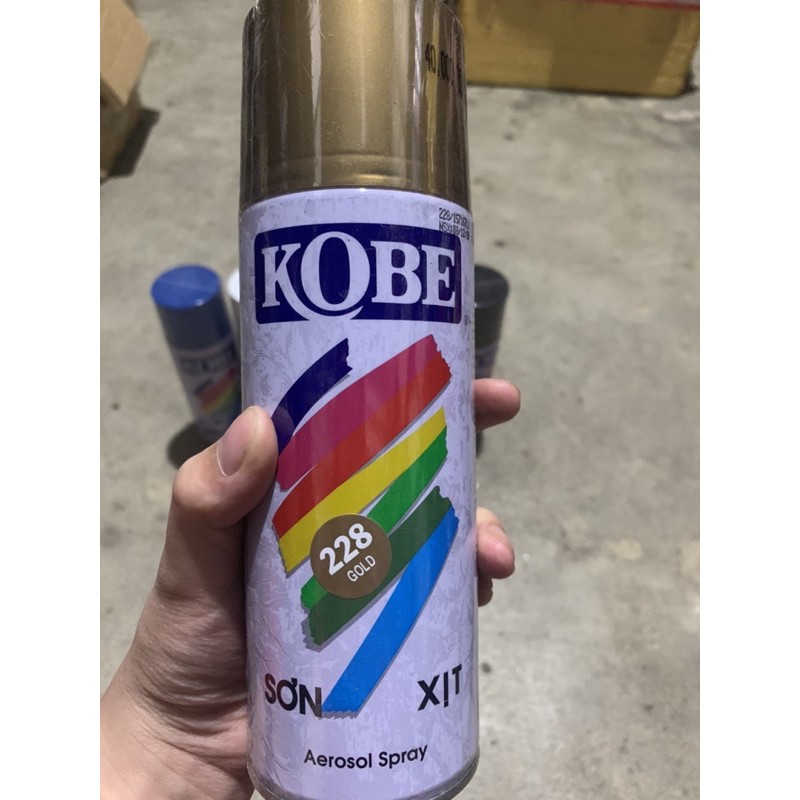 KOBE
228
GOLD
SƠN XỊT
Aerosol Spray